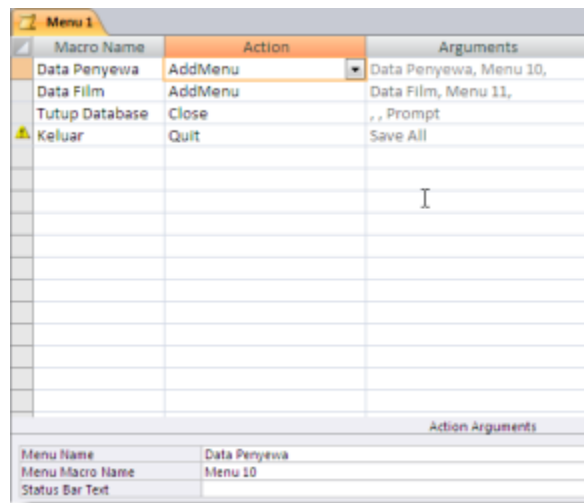 Menu 1
Macro Name Action Arguments
Data Penyewa AddMenu Data Penyewa, Menu 10,
Data Film AddMenu Data Film, Menu 11,
Tutup Database Close , , Prompt
Keluar Quit Save All
Action Arguments
Menu Name Data Penyewa
Menu Macro Name Menu 10
Status Bar Text